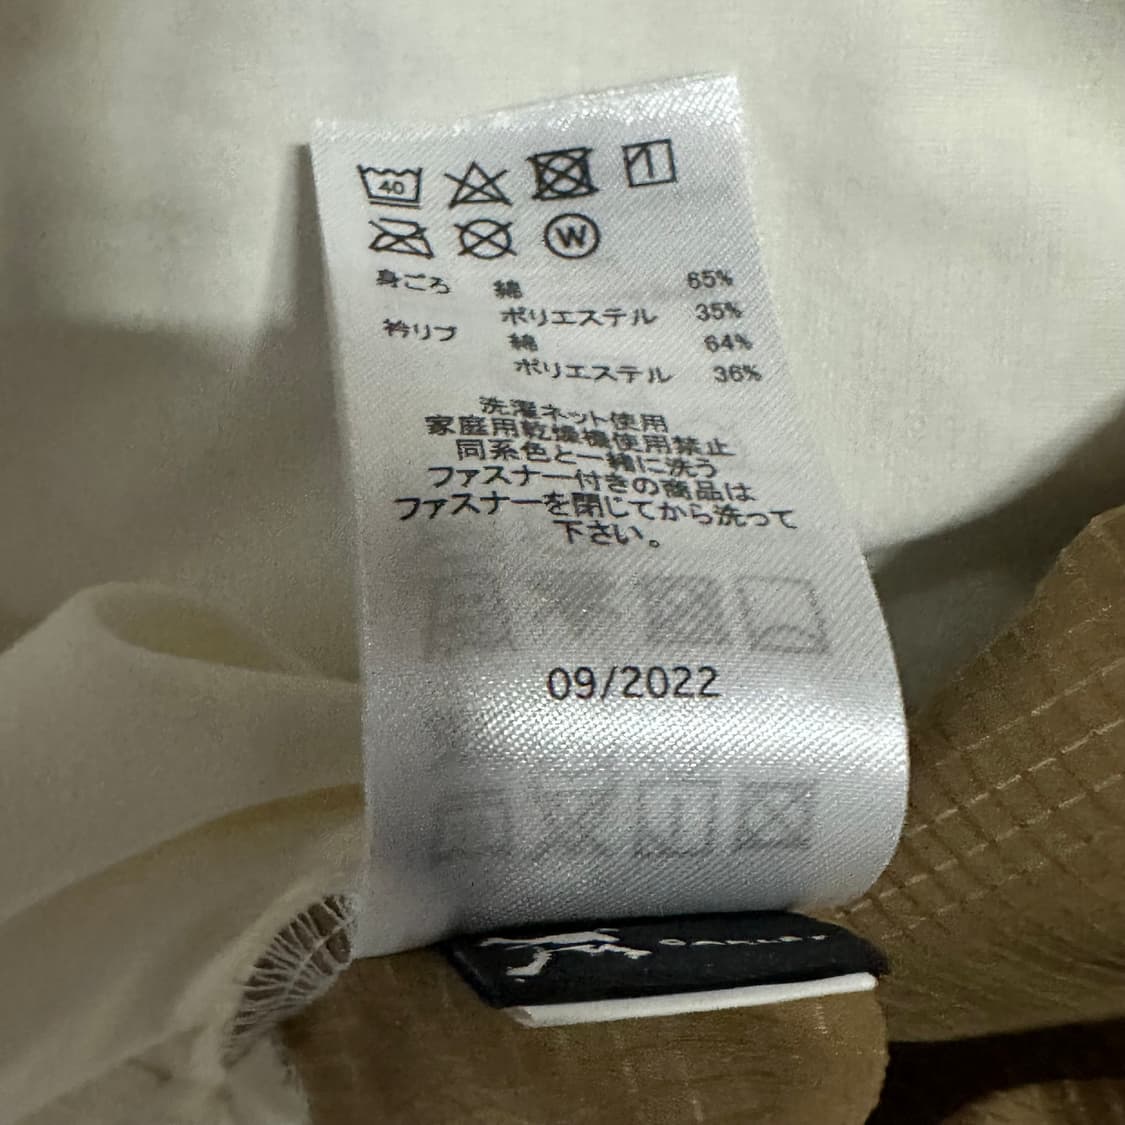 40
1
W
身ごろ 綿 65%
ポリエステル 35%
衿リブ 綿 64%
ポリエステル 36%
洗濯ネット使用
家庭用乾燥機使用禁止
同系色と一緒に洗う
ファスナー付きの商品は
ファスナーを閉じてから洗って
下さい。
09/2022
OAKLEY